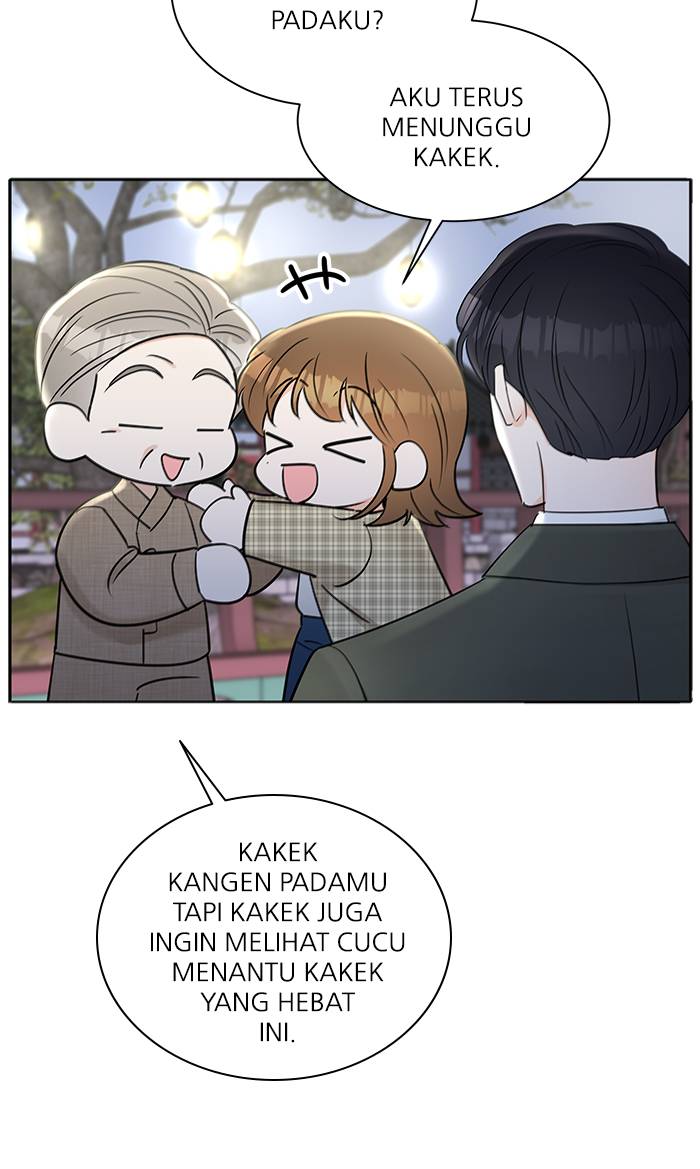 PADAKU?
AKU TERUS
MENUNGGU
KAKEK.
KAKEK
KANGEN PADAMU
TAPI KAKEK JUGA
INGIN MELIHAT CUCU
MENANTU KAKEK
YANG HEBAT
INI.